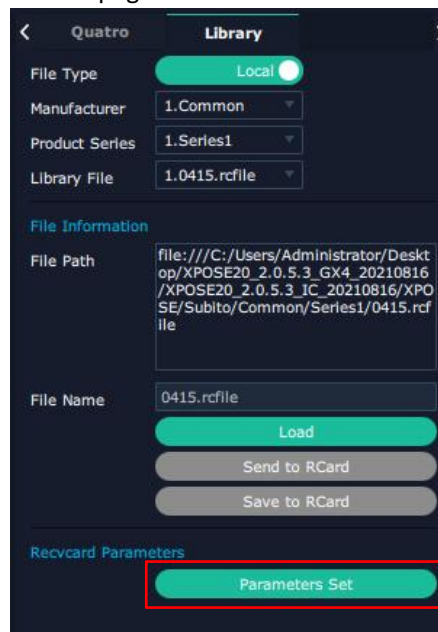 Quatro Library
File Type Local
Manufacturer 1.Common
Product Series 1.Series1
Library File 1.0415.rcfile
File Information
File Path file:///C:/Users/Administrator/Deskt
op/XPOSE20_2.0.5.3_GX4_20210816
/XPOSE20_2.0.5.3_IC_20210816/XPO
SE/Subito/Common/Series1/0415.rcf
ile
File Name 0415.rcfile
Load
Send to RCard
Save to RCard
Recvcard Parameters
Parameters Set